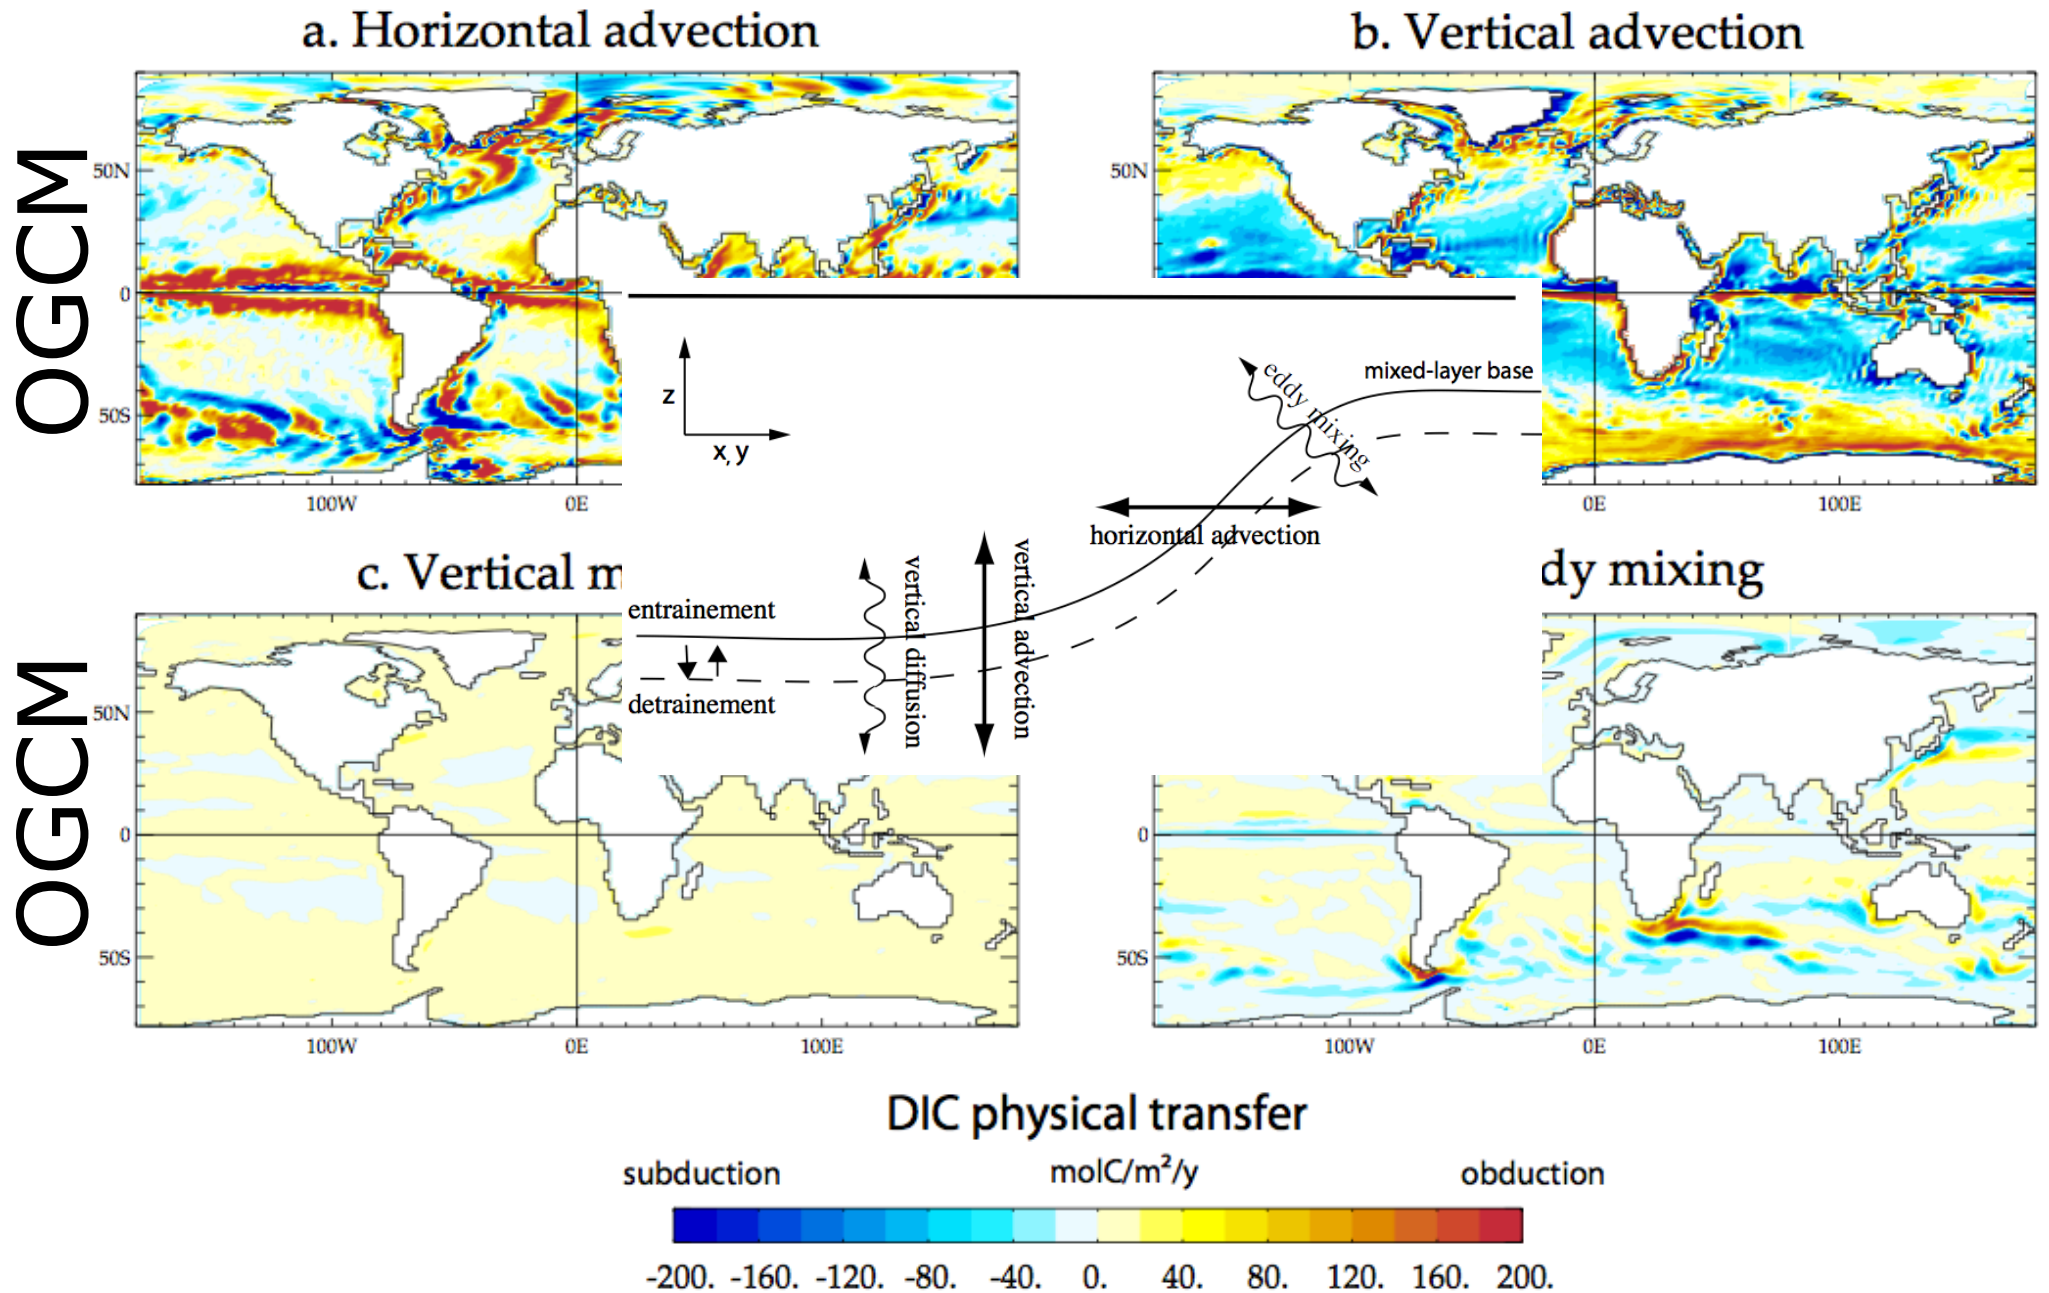 a. Horizontal advection
b. Vertical advection
OGCM
50N
0
50S
100W
0E
50N
0E
100E
z
x, y
eddy mixing
mixed-layer base
horizontal advection
vertical advection
vertical diffusion
entrainement
detrainement
c. Vertical m
dy mixing
OGCM
50N
0
50S
100W
0E
100E
0
50S
100W
0E
100E
DIC physical transfer
subduction
molC/m²/y
obduction
-200. -160. -120. -80. -40. 0. 40. 80. 120. 160. 200.